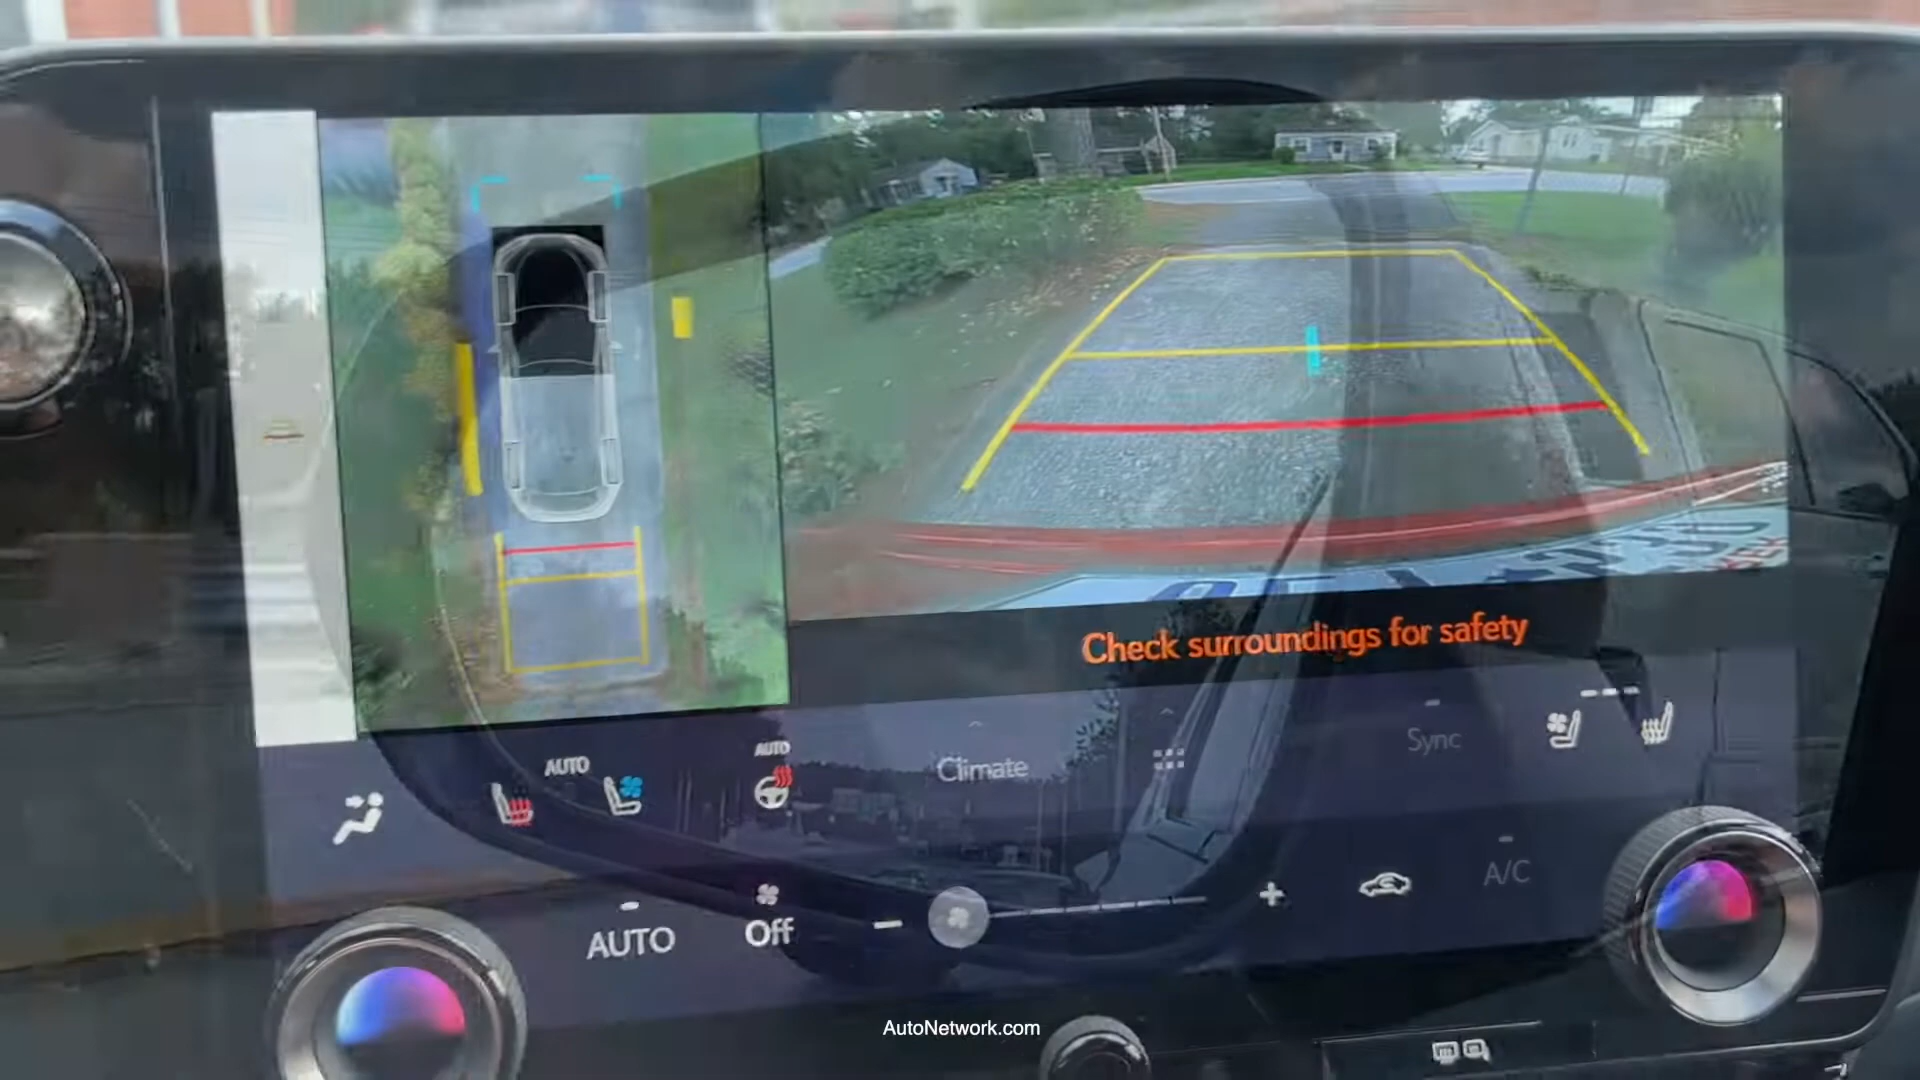 Check surroundings for safety
AUTO
AUTO
Climate
Sync
AUTO
Off
A/C
AutoNetwork.com